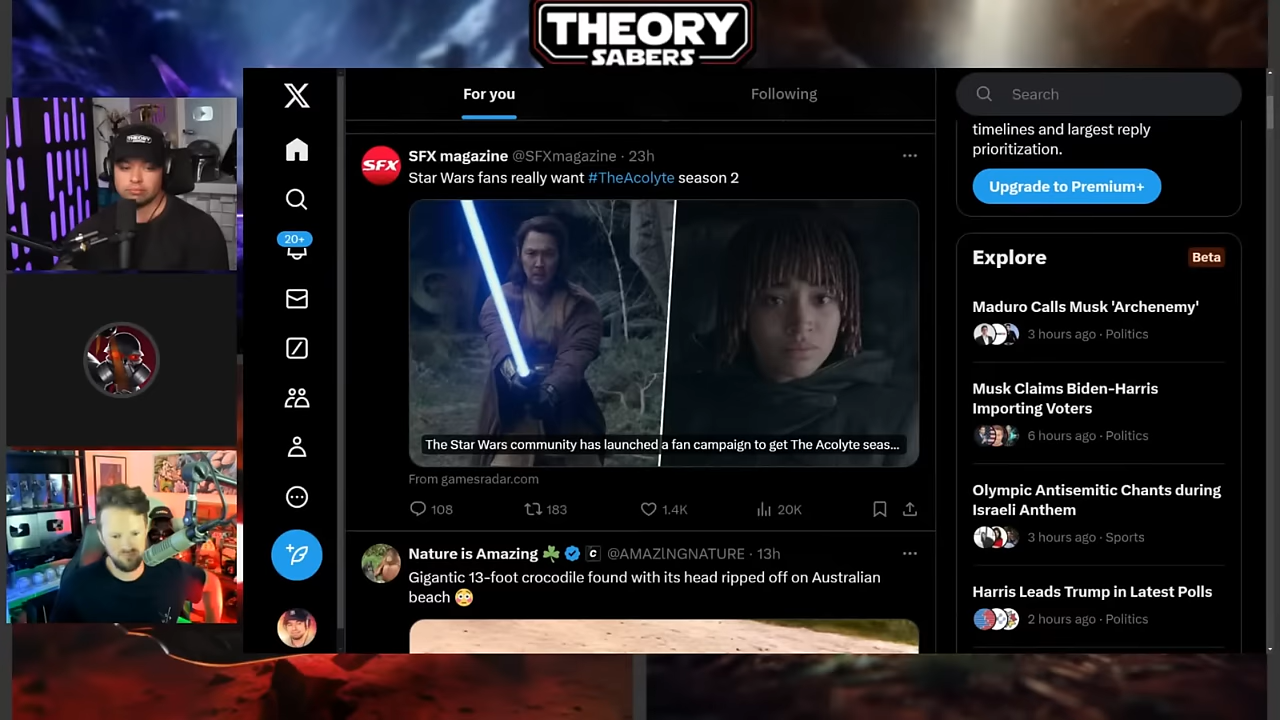 THEORY
SABERS
For you
Following
Search
SFX magazine @SFXmagazine · 23h
Star Wars fans really want #TheAcolyte season 2
SFX
The Star Wars community has launched a fan campaign to get The Acolyte seas...
From gamesradar.com
108
183
1.4K
20K
Nature is Amazing @AMAZlNGNATURE · 13h
Gigantic 13-foot crocodile found with its head ripped off on Australian
beach
20+
timelines and largest reply
prioritization.
Upgrade to Premium+
Explore
Beta
Maduro Calls Musk 'Archenemy'
3 hours ago · Politics
Musk Claims Biden-Harris
Importing Voters
6 hours ago · Politics
Olympic Antisemitic Chants during
Israeli Anthem
3 hours ago · Sports
Harris Leads Trump in Latest Polls
2 hours ago · Politics
THEORY